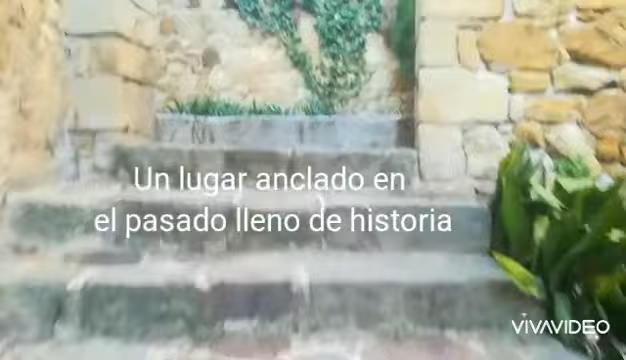 Un lugar anclado en
el pasado lleno de historia
VIVAVIDEO